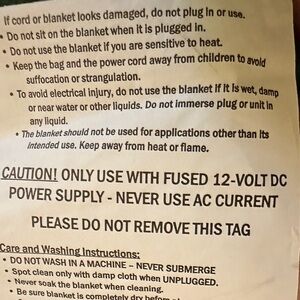 If cord or blanket looks damaged, do not plug in or use.
• Do not sit on the blanket when it is plugged in.
• Do not use the blanket if you are sensitive to heat.
• Keep the bag and the power cord away from children to avoid
suffocation or strangulation.
• To avoid electrical injury, do not use the blanket if it is wet, damp
or near water or other liquids. Do not immerse plug or unit in
any liquid.
• The blanket should not be used for applications other than its
intended use. Keep away from heat or flame.
CAUTION! ONLY USE WITH FUSED 12-VOLT DC
POWER SUPPLY - NEVER USE AC CURRENT
PLEASE DO NOT REMOVE THIS TAG
Care and Washing Instructions:
• DO NOT WASH IN A MACHINE – NEVER SUBMERGE
• Spot clean only with damp cloth when UNPLUGGED.
• Never soak the blanket when cleaning.
• Be sure blanket is completely dry before